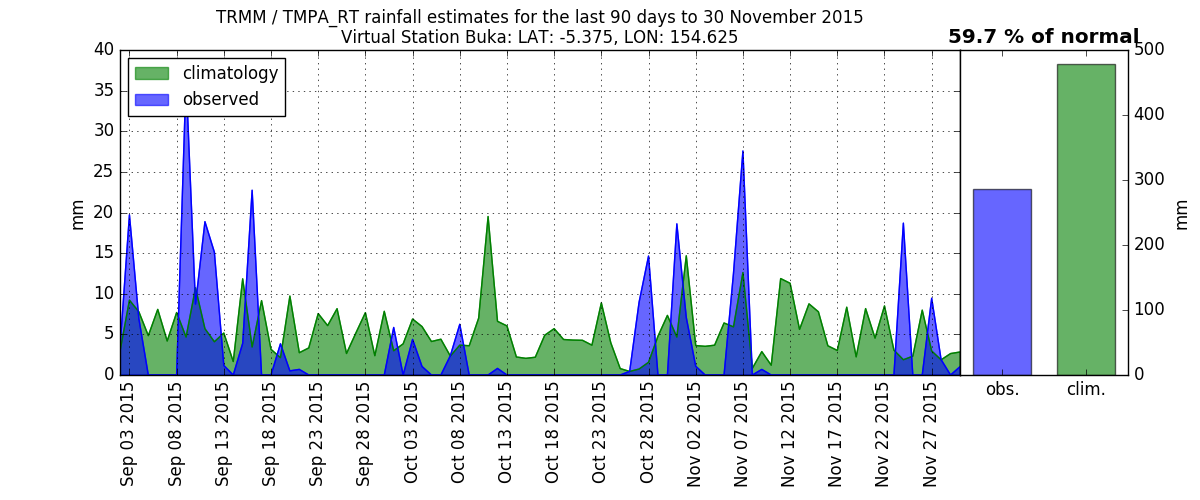 TRMM / TMPA_RT rainfall estimates for the last 90 days to 30 November 2015
Virtual Station Buka: LAT: -5.375, LON: 154.625
59.7 % of normal
climatology
observed
mm
40
35
30
25
20
15
10
5
0
Sep 03 2015
Sep 08 2015
Sep 13 2015
Sep 18 2015
Sep 23 2015
Sep 28 2015
Oct 03 2015
Oct 08 2015
Oct 13 2015
Oct 18 2015
Oct 23 2015
Oct 28 2015
Nov 02 2015
Nov 07 2015
Nov 12 2015
Nov 17 2015
Nov 22 2015
Nov 27 2015
obs.
clim.
500
400
300
200
100
0
mm